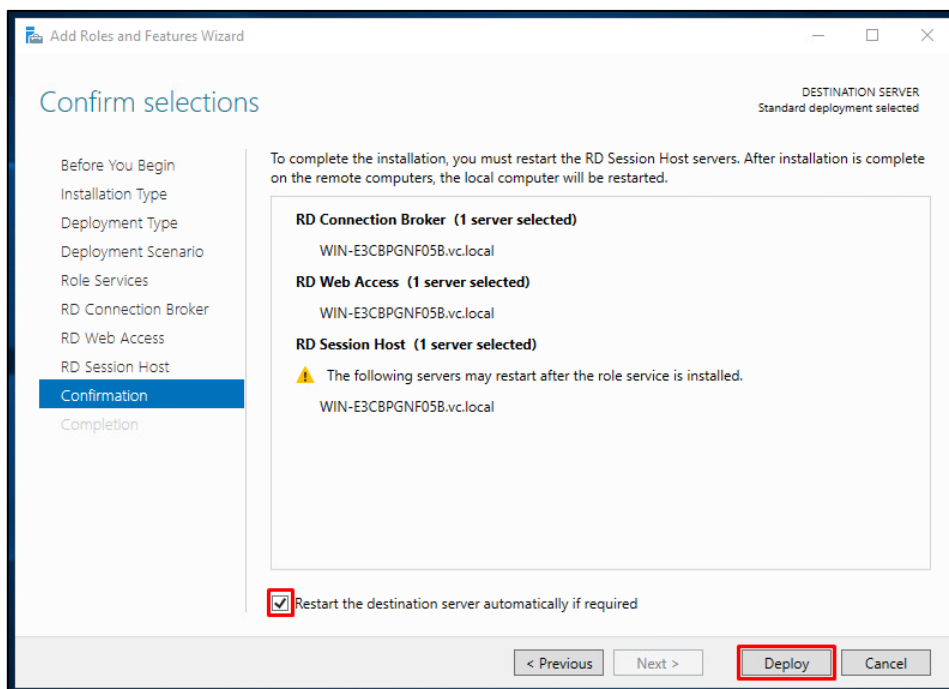 Add Roles and Features Wizard
Confirm selections
DESTINATION SERVER
Standard deployment selected
Before You Begin
Installation Type
Deployment Type
Deployment Scenario
Role Services
RD Connection Broker
RD Web Access
RD Session Host
Confirmation
Completion
To complete the installation, you must restart the RD Session Host servers. After installation is complete
on the remote computers, the local computer will be restarted.
RD Connection Broker (1 server selected)
WIN-E3CBPGNF05B.vc.local
RD Web Access (1 server selected)
WIN-E3CBPGNF05B.vc.local
RD Session Host (1 server selected)
The following servers may restart after the role service is installed.
WIN-E3CBPGNF05B.vc.local
Restart the destination server automatically if required
< Previous Next > Deploy Cancel